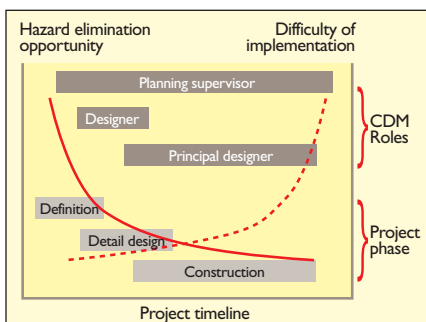 Hazard elimination
opportunity
Difficulty of
implementation
Planning supervisor
Designer
Principal designer
CDM
Roles
Definition
Detail design
Construction
Project
phase
Project timeline